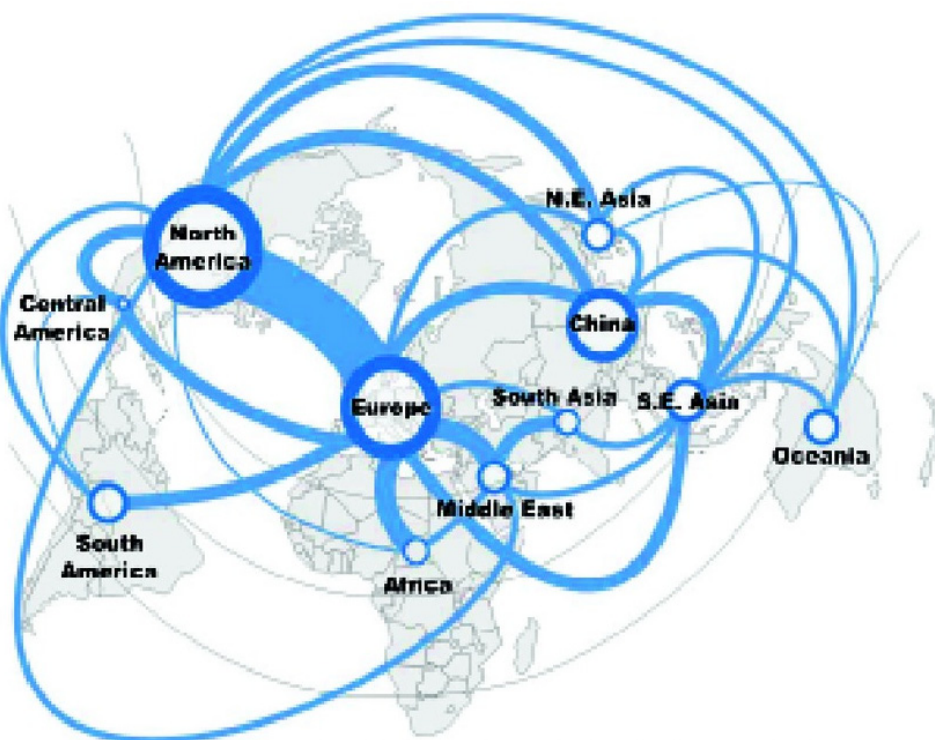 N.E. Asia
North
America
Central
America
China
South Asia
S.E. Asia
Europe
Oceania
Middle East
South
America
Africa